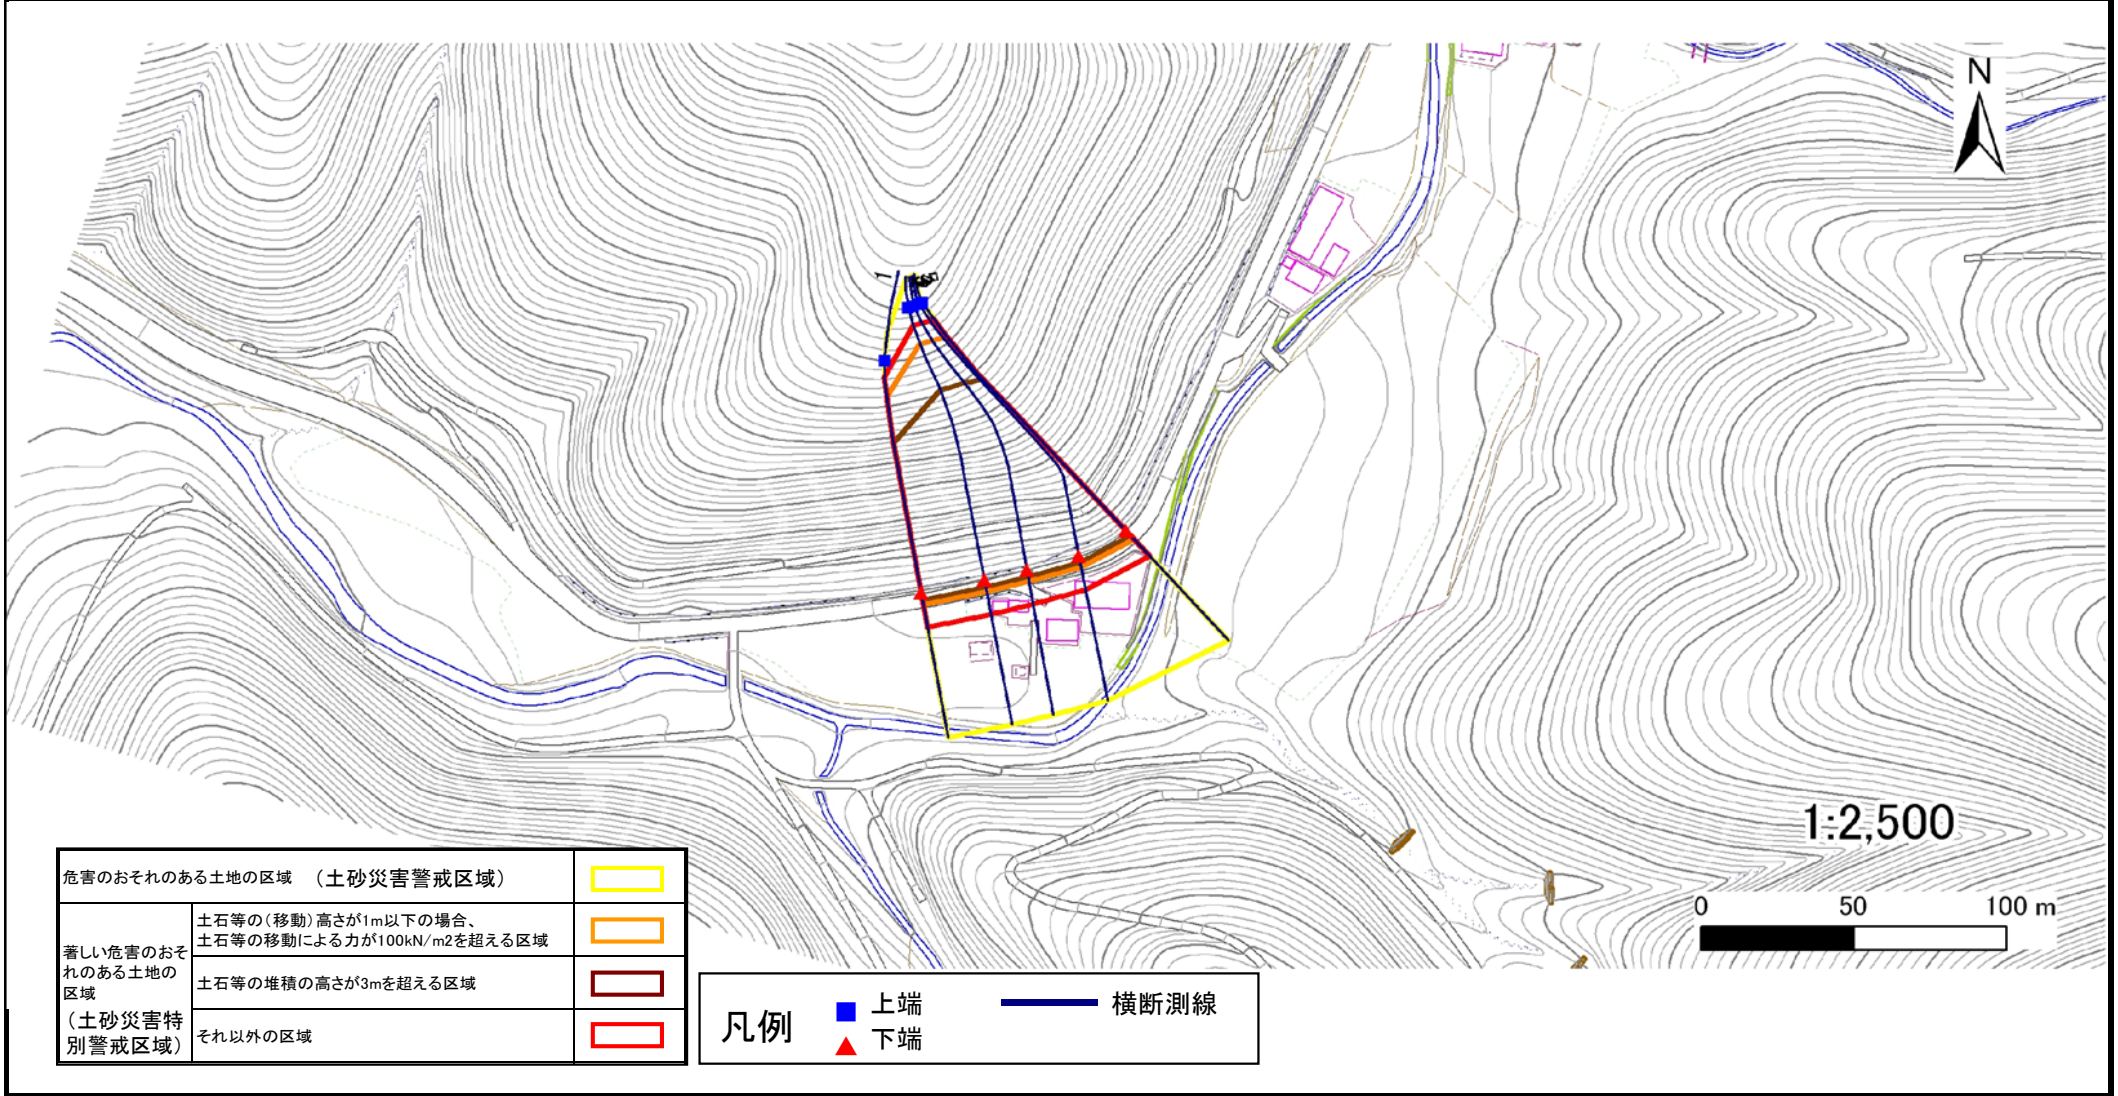 N
1
1:2,500
0 50 100 m
危害のおそれのある土地の区域 （土砂災害警戒区域）
著しい危害のおそ
れのある土地の
区域
（土砂災害特
別警戒区域）
土石等の（移動）高さが1m以下の場合、
土石等の移動による力が100kN/m2を超える区域
土石等の堆積の高さが3mを超える区域
それ以外の区域
凡例
上端
下端
横断測線